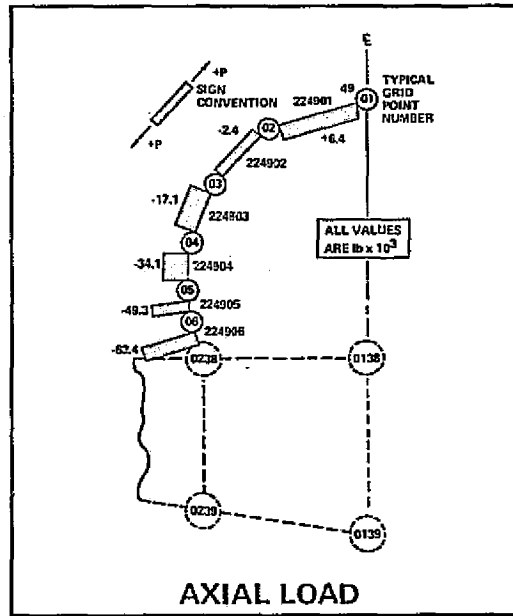 +P
SIGN
CONVENTION
+P
49
01
TYPICAL
GRID
POINT
NUMBER
224901
+6.4
-2.4
02
224902
03
-17.1
224903
04
-34.1
224904
05
-49.3
224905
06
224906
-62.4
0238
0138
ALL VALUES
ARE lb x 10³
0239
0139
AXIAL LOAD